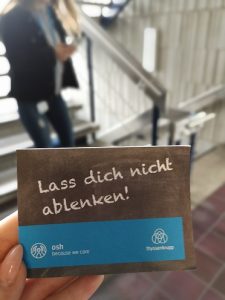 Lass dich nicht
ablenken!
osh
because we care
thyssenkrupp